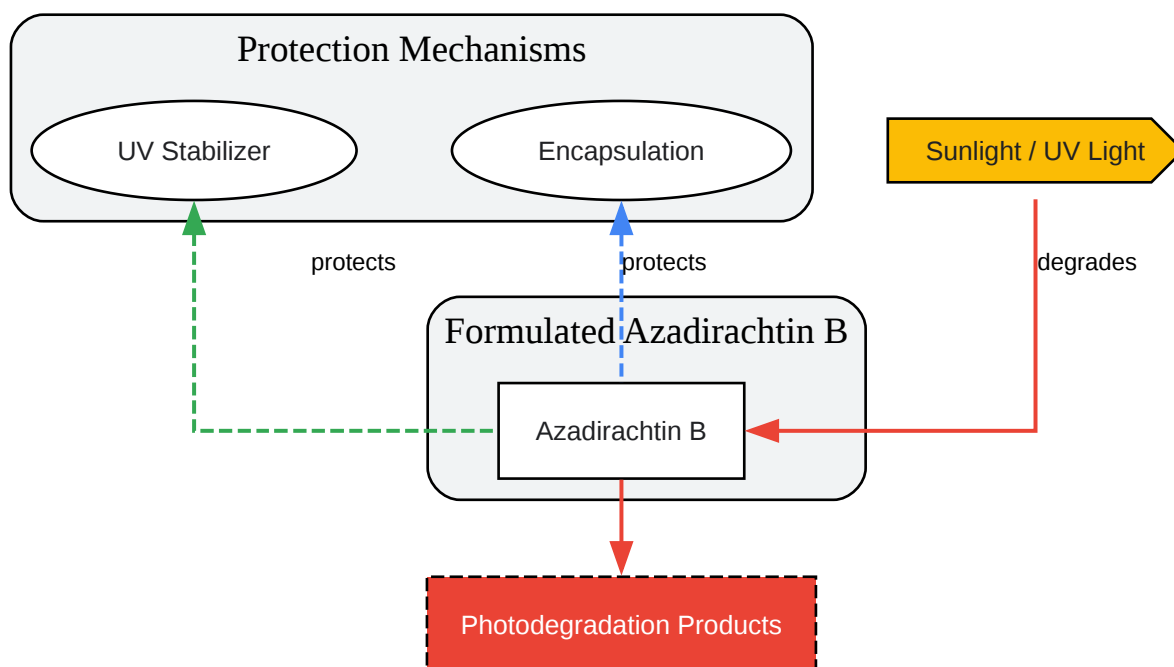 Protection Mechanisms
UV Stabilizer
Encapsulation
Sunlight / UV Light
protects
protects
degrades
Formulated Azadirachtin B
Azadirachtin B
Photodegradation Products